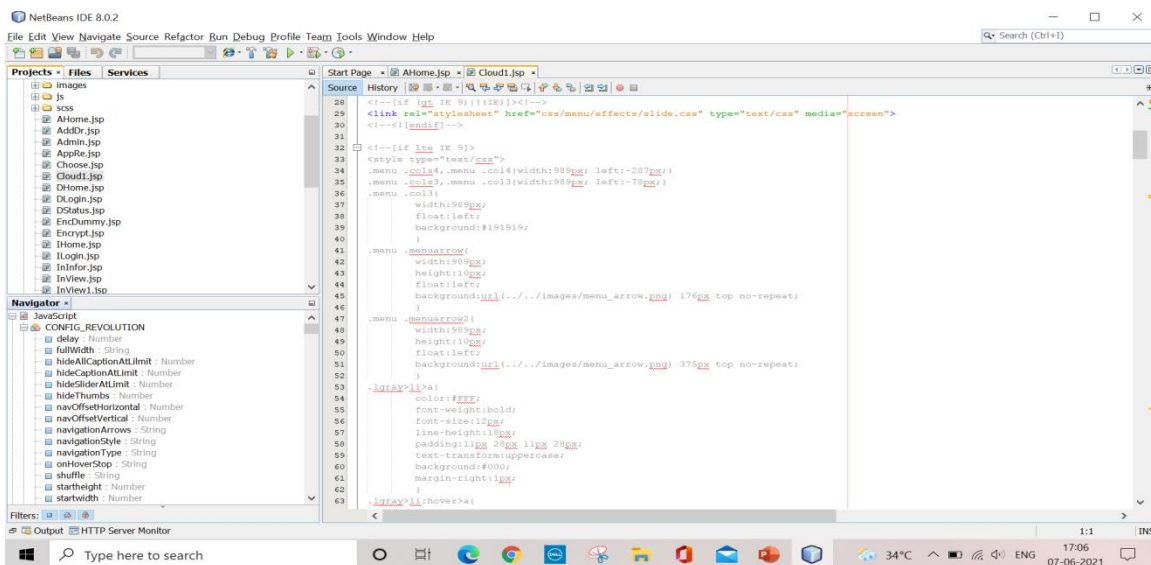 NetBeans IDE 8.0.2
File Edit View Navigate Source Refactor Run Debug Profile Team Tools Window Help
Search (Ctrl+I)
Projects × Files Services
images
js
scss
AHome.jsp
AddDr.jsp
Admin.jsp
AppRe.jsp
Choose.jsp
Cloud1.jsp
DHome.jsp
DLogin.jsp
DStatus.jsp
EncDummy.jsp
Encrypt.jsp
IHome.jsp
ILogin.jsp
InInfor.jsp
InView.jsp
InView1.jsp
Navigator ×
JavaScript
CONFIG_REVOLUTION
delay : Number
fullWidth : String
hideAllCaptionAtLilmit : Number
hideCaptionAtLimit : Number
hideSliderAtLimit : Number
hideThumbs : Number
navOffsetHorizontal : Number
navOffsetVertical : Number
navigationArrows : String
navigationStyle : String
navigationType : String
onHoverStop : String
shuffle : String
startheight : Number
startwidth : Number
Filters:
Start Page × AHome.jsp × Cloud1.jsp ×
Source History
28 <!--[if (gt IE 9)|!(IE)]><!-->
29 <link rel="stylesheet" href="css/menu/effects/slide.css" type="text/css" media="screen">
30 <!--<![endif]-->
31
32 <!--[if lte IE 9]>
33 <style type="text/css">
34 .menu .cols4,.menu .col4{width:989px; left:-287px;}
35 .menu .cols3,.menu .col3{width:989px; left:-78px;}
36 .menu .col3{
37 width:989px;
38 float:left;
39 background:#191919;
40 }
41 .menu .menuarrow{
42 width:989px;
43 height:10px;
44 float:left;
45 background:url(../../images/menu_arrow.png) 176px top no-repeat;
46 }
47 .menu .menuarrow2{
48 width:989px;
49 height:10px;
50 float:left;
51 background:url(../../images/menu_arrow.png) 375px top no-repeat;
52 }
53 .lgray>li>a{
54 color:#FFF;
55 font-weight:bold;
56 font-size:12px;
57 line-height:18px;
58 padding:11px 28px 11px 28px;
59 text-transform:uppercase;
60 background:#000;
61 margin-right:1px;
62 }
63 .lgray>li:hover>a{
Output HTTP Server Monitor
1:1 INS
Type here to search
DELL
34°C ENG 17:06
07-06-2021